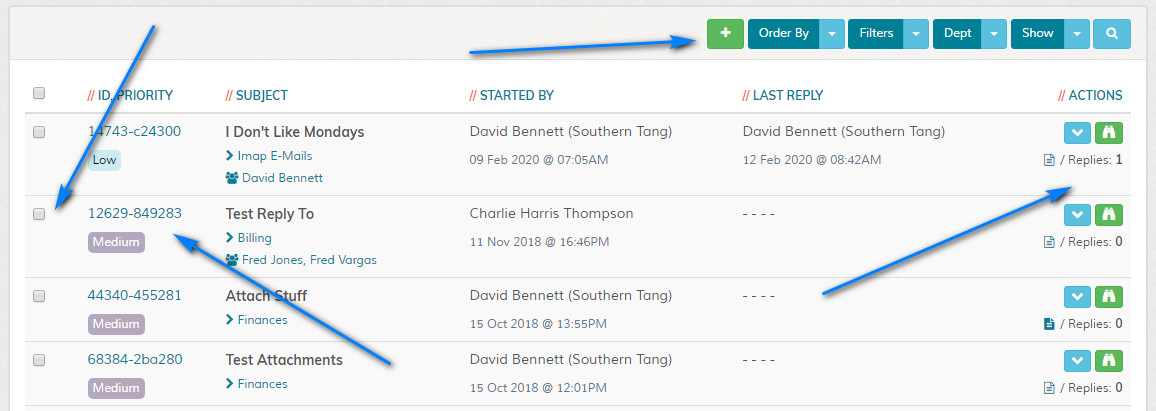 Order By Filters Dept Show
// ID, PRIORITY // SUBJECT // STARTED BY // LAST REPLY // ACTIONS
14743-c24300 I Don't Like Mondays David Bennett (Southern Tang) David Bennett (Southern Tang)
Low Imap E-Mails 09 Feb 2020 @ 07:05AM 12 Feb 2020 @ 08:42AM / Replies: 1
David Bennett
12629-849283 Test Reply To Charlie Harris Thompson - - - -
Medium Billing 11 Nov 2018 @ 16:46PM / Replies: 0
Fred Jones, Fred Vargas
44340-455281 Attach Stuff David Bennett (Southern Tang) - - - -
Medium Finances 15 Oct 2018 @ 13:55PM / Replies: 0
68384-2ba280 Test Attachments David Bennett (Southern Tang) - - - -
Medium Finances 15 Oct 2018 @ 12:01PM / Replies: 0